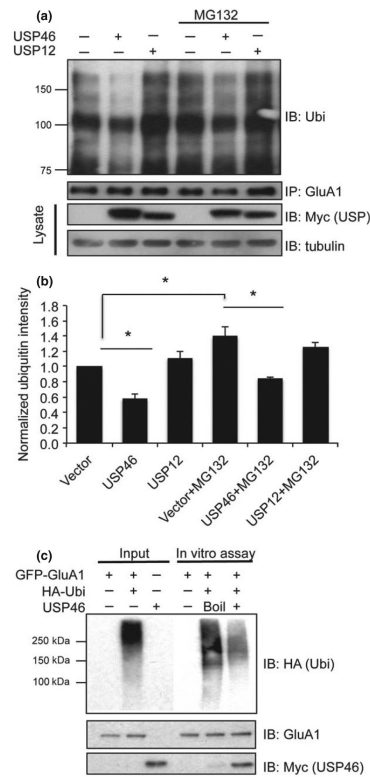 (a)
MG132
USP46 – + – – + –
USP12 – – + – – +
150
100
75
IB: Ubi
IP: GluA1
Lysate
IB: Myc (USP)
IB: tubulin
(b)
Normalized ubiquitin intensity
1.8
1.6
1.4
1.2
1.0
0.8
0.6
0.4
0.2
0.0
* * *
Vector
USP46
USP12
Vector+MG132
USP46+MG132
USP12+MG132
(c)
Input In vitro assay
GFP-GluA1 + + – + + +
HA-Ubi – + – – + +
USP46 – – + – Boil +
250 kDa
150 kDa
100 kDa
IB: HA (Ubi)
IB: GluA1
IB: Myc (USP46)